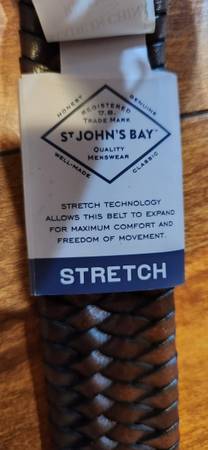 HONEST
GENUINE
REGISTERED
U.S.
TRADE MARK
ST JOHN'S BAY™
QUALITY
MENSWEAR
WELL-MADE
CLASSIC
STRETCH TECHNOLOGY
ALLOWS THIS BELT TO EXPAND
FOR MAXIMUM COMFORT AND
FREEDOM OF MOVEMENT.
STRETCH